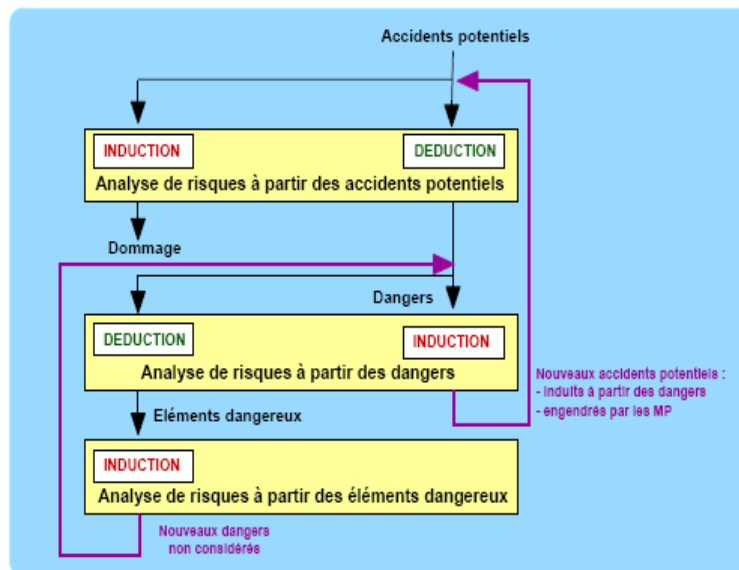 Accidents potentiels
INDUCTION
DEDUCTION
Analyse de risques à partir des accidents potentiels
Dommage
Dangers
DEDUCTION
INDUCTION
Analyse de risques à partir des dangers
Nouveaux accidents potentiels :
- induits à partir des dangers
- engendrés par les MP
Eléments dangereux
INDUCTION
Analyse de risques à partir des éléments dangereux
Nouveaux dangers
non considérés